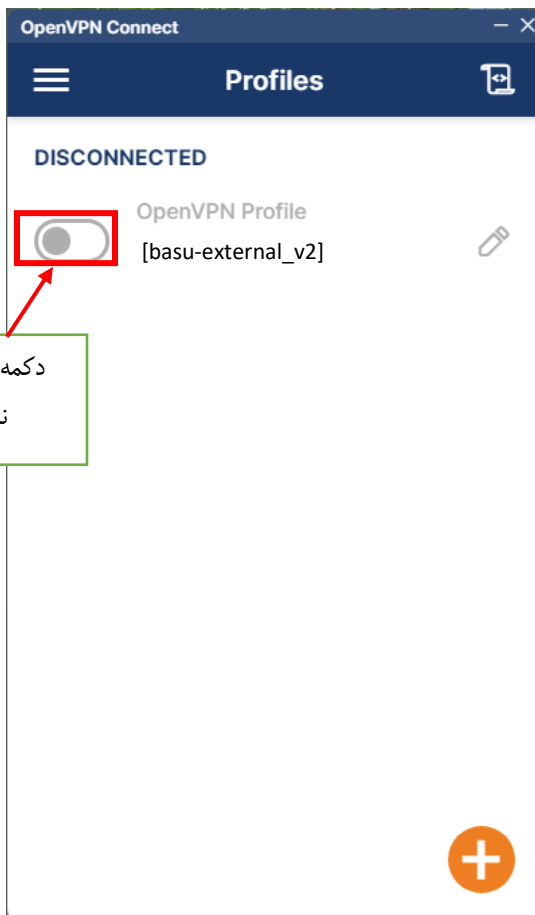 OpenVPN Connect
Profiles
DISCONNECTED
OpenVPN Profile
[basu-external_v2]
دکمه